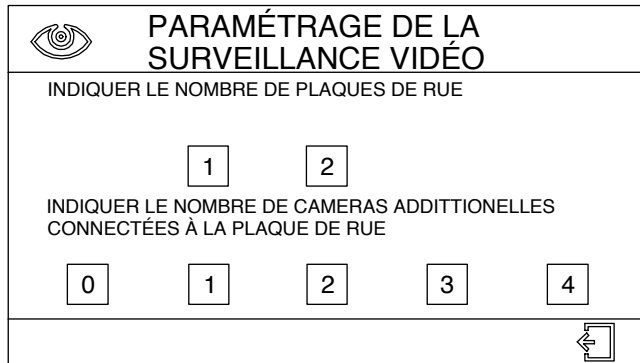 PARAMÉTRAGE DE LA
SURVEILLANCE VIDÉO
INDIQUER LE NOMBRE DE PLAQUES DE RUE
1 2
INDIQUER LE NOMBRE DE CAMERAS ADDITTIONELLES
CONNECTÉES À LA PLAQUE DE RUE
0 1 2 3 4